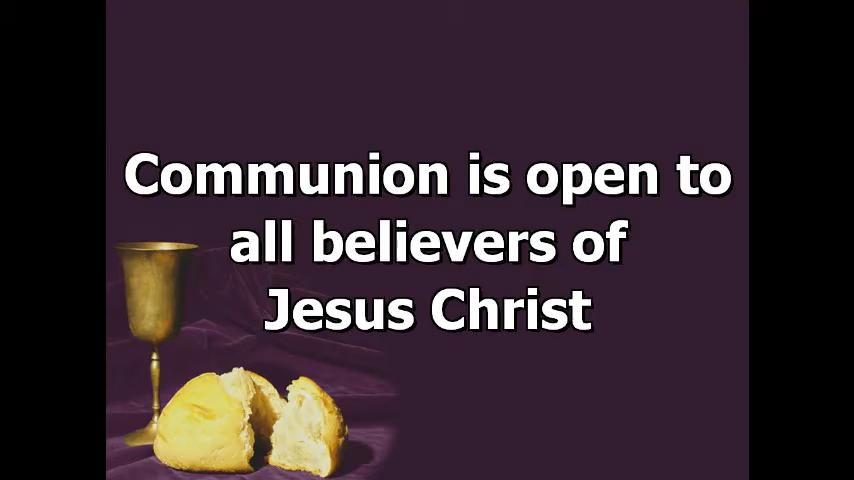 Communion is open to
all believers of
Jesus Christ